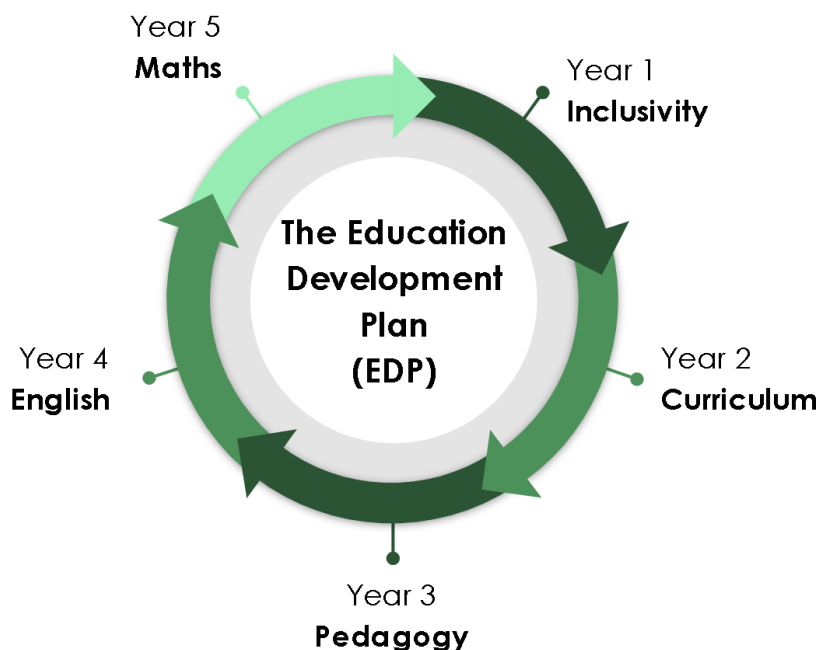 The Education
Development
Plan
(EDP)
Year 1
Inclusivity
Year 2
Curriculum
Year 3
Pedagogy
Year 4
English
Year 5
Maths